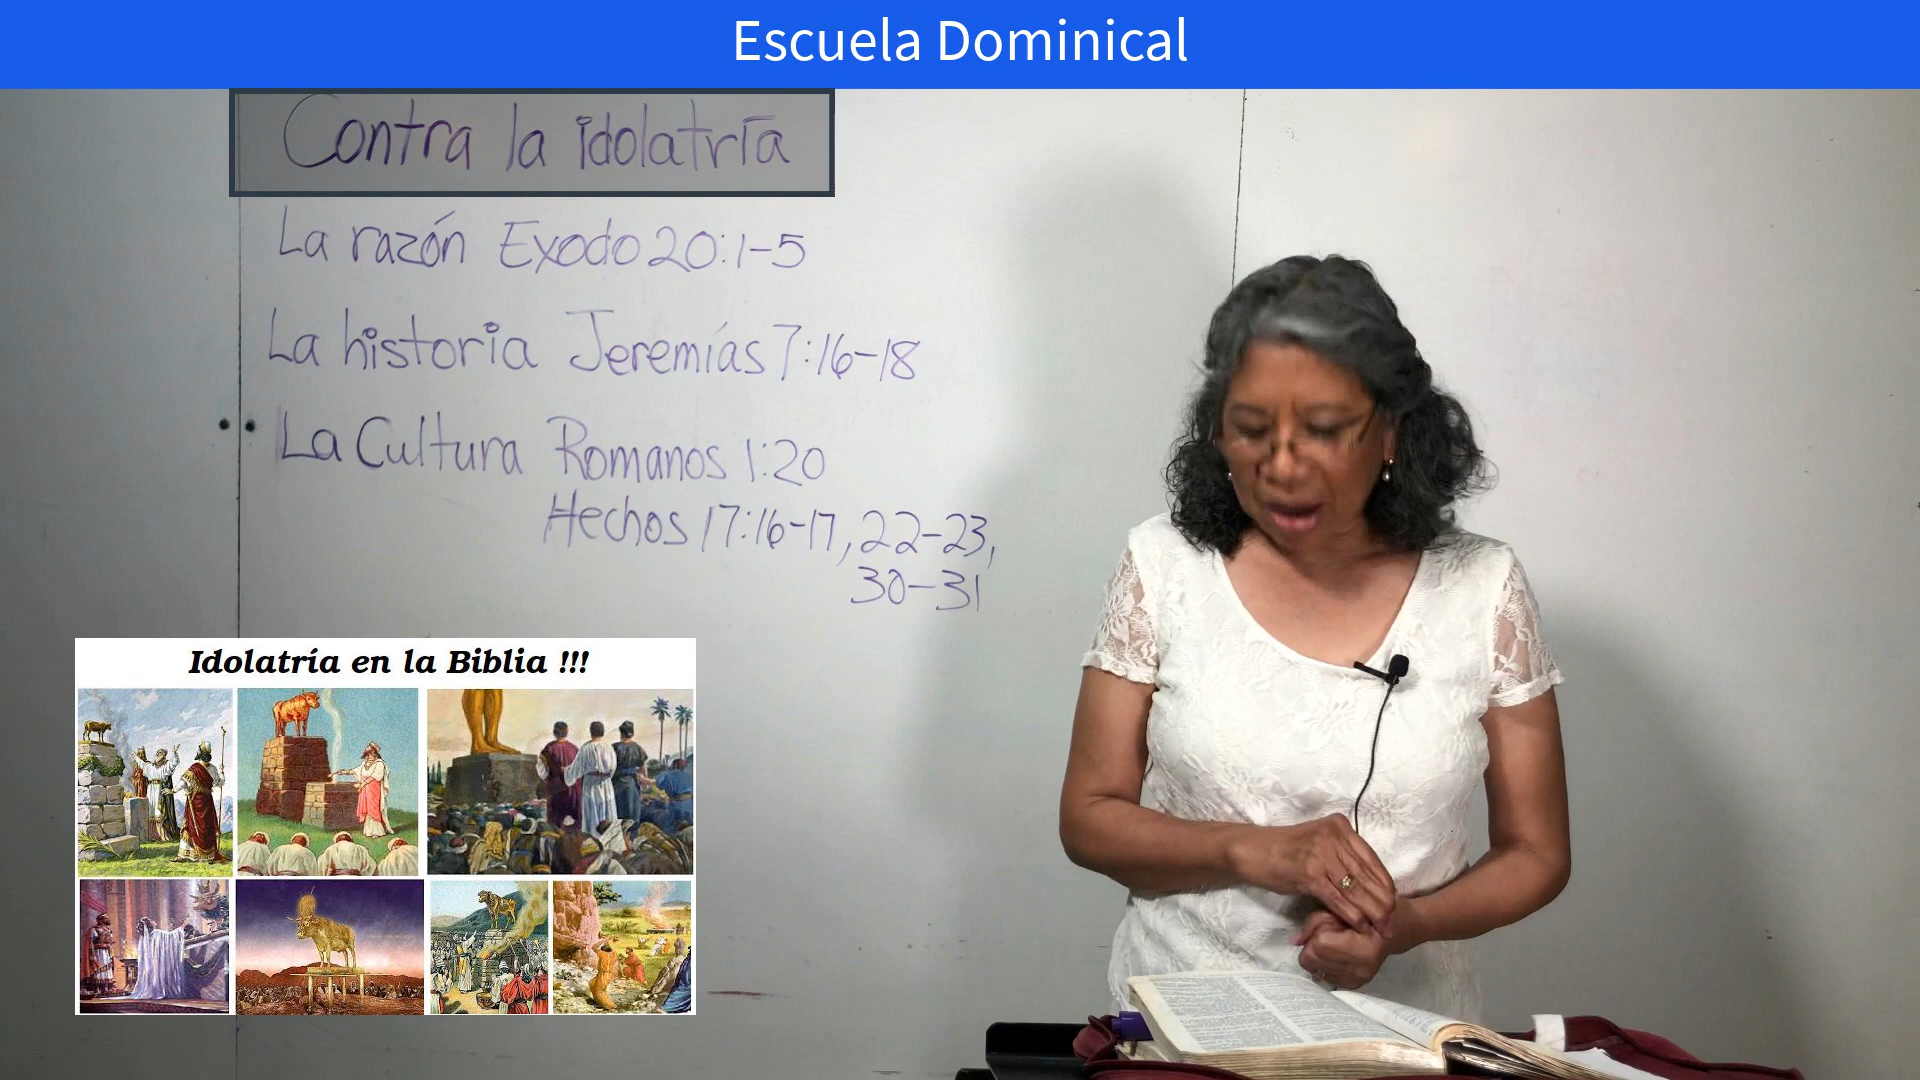 Escuela Dominical
Contra la idolatría
La razón Exodo 20:1-5
La historia Jeremías 7:16-18
La Cultura Romanos 1:20
Hechos 17:16-17, 22-23,
30-31
Idolatría en la Biblia !!!